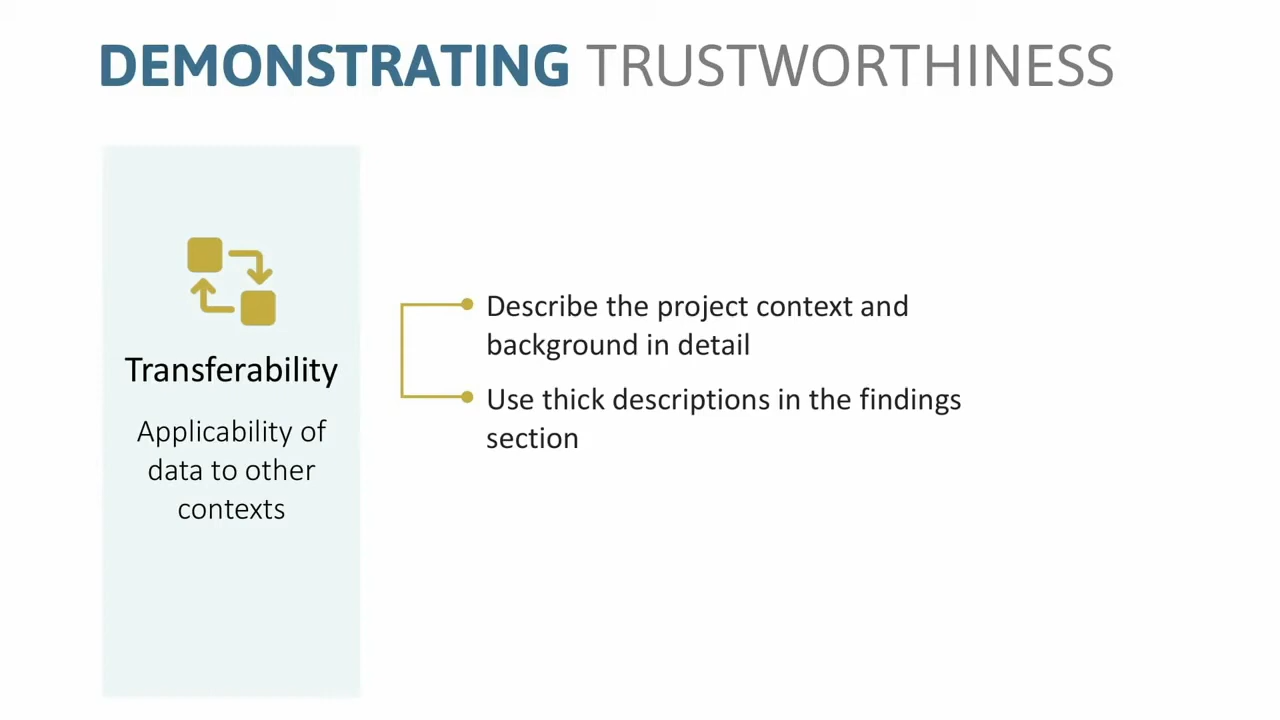 DEMONSTRATING TRUSTWORTHINESS
Transferability
Applicability of
data to other
contexts
Describe the project context and
background in detail
Use thick descriptions in the findings
section